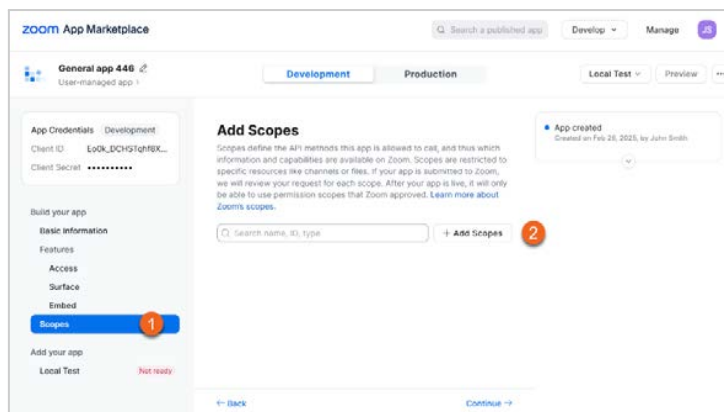 zoom App Marketplace
Search a published app
Develop
Manage
JS
General app 446
User-managed app
Development
Production
Local Test
Preview
App Credentials Development
Client ID
Client Secret ••••••••••
Build your app
Basic Information
Features
Access
Surface
Embed
Scopes
1
Add your app
Local Test
Not ready
Add Scopes
Scopes define the API methods this app is allowed to call, and thus which
information and capabilities are available on Zoom. Scopes are restricted to
specific resources like channels or files. If your app is submitted to Zoom,
we will review your request for each scope. After your app is live, it will only
be able to use permission scopes that Zoom approved. Learn more about
Zoom's scopes.
Search name, ID, type
+ Add Scopes
2
← Back
Continue →
App created
Created on Feb 26, 2025, by John Smith